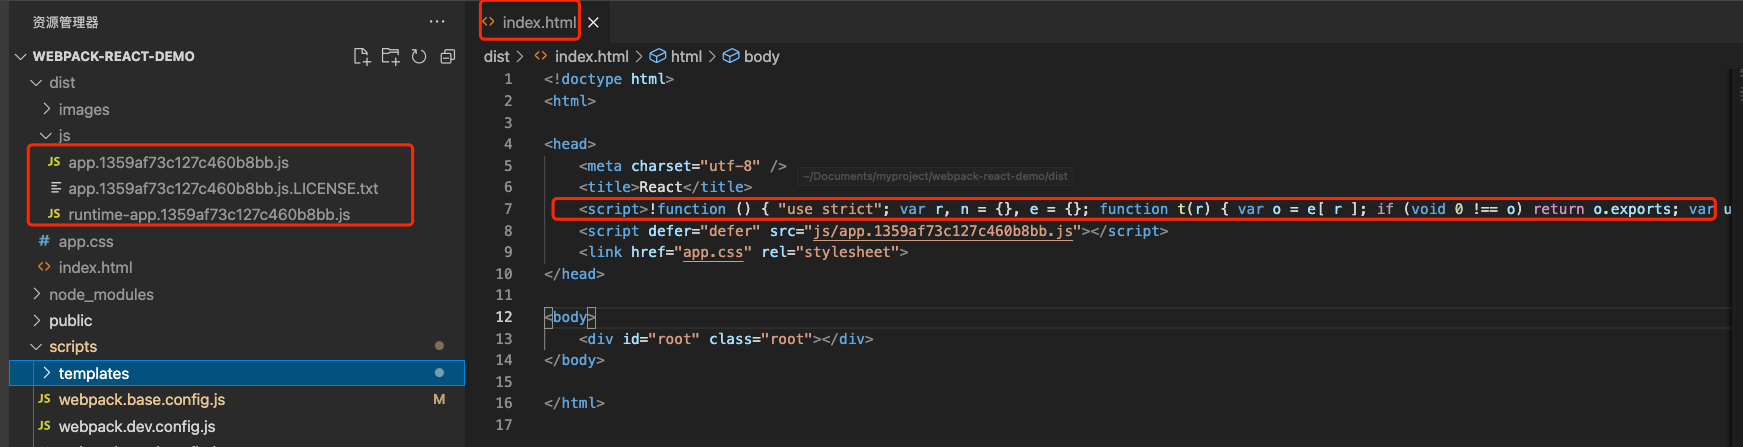 资源管理器 ···
WEBPACK-REACT-DEMO
dist
images
js
JS app.1359af73c127c460b8bb.js
app.1359af73c127c460b8bb.js.LICENSE.txt
JS runtime-app.1359af73c127c460b8bb.js
# app.css
<> index.html
node_modules
public
scripts
templates
JS webpack.base.config.js M
JS webpack.dev.config.js
<> index.html ×
dist > <> index.html > html > body
1 <!doctype html>
2 <html>
3
4 <head>
5 <meta charset="utf-8" />
6 <title>React</title>
~/Documents/myproject/webpack-react-demo/dist
7 <script>!function () { "use strict"; var r, n = {}, e = {}; function t(r) { var o = e[ r ]; if (void 0 !== o) return o.exports; var u
8 <script defer="defer" src="js/app.1359af73c127c460b8bb.js"></script>
9 <link href="app.css" rel="stylesheet">
10 </head>
11
12 <body>
13 <div id="root" class="root"></div>
14 </body>
15
16 </html>
17